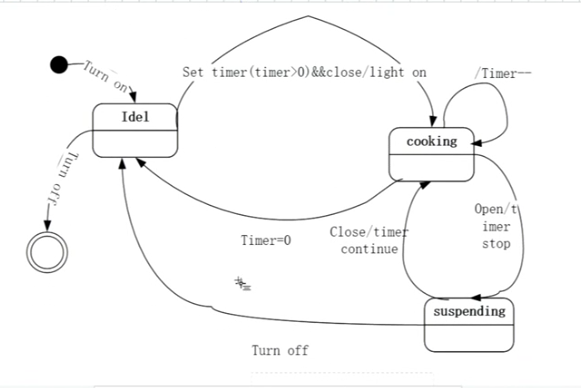 Turn on
Set timer(timer>0)&&close/light on
/Timer--
Idel
cooking
Turn off
Open/t
imer
stop
Close/timer
continue
Timer=0
suspending
Turn off